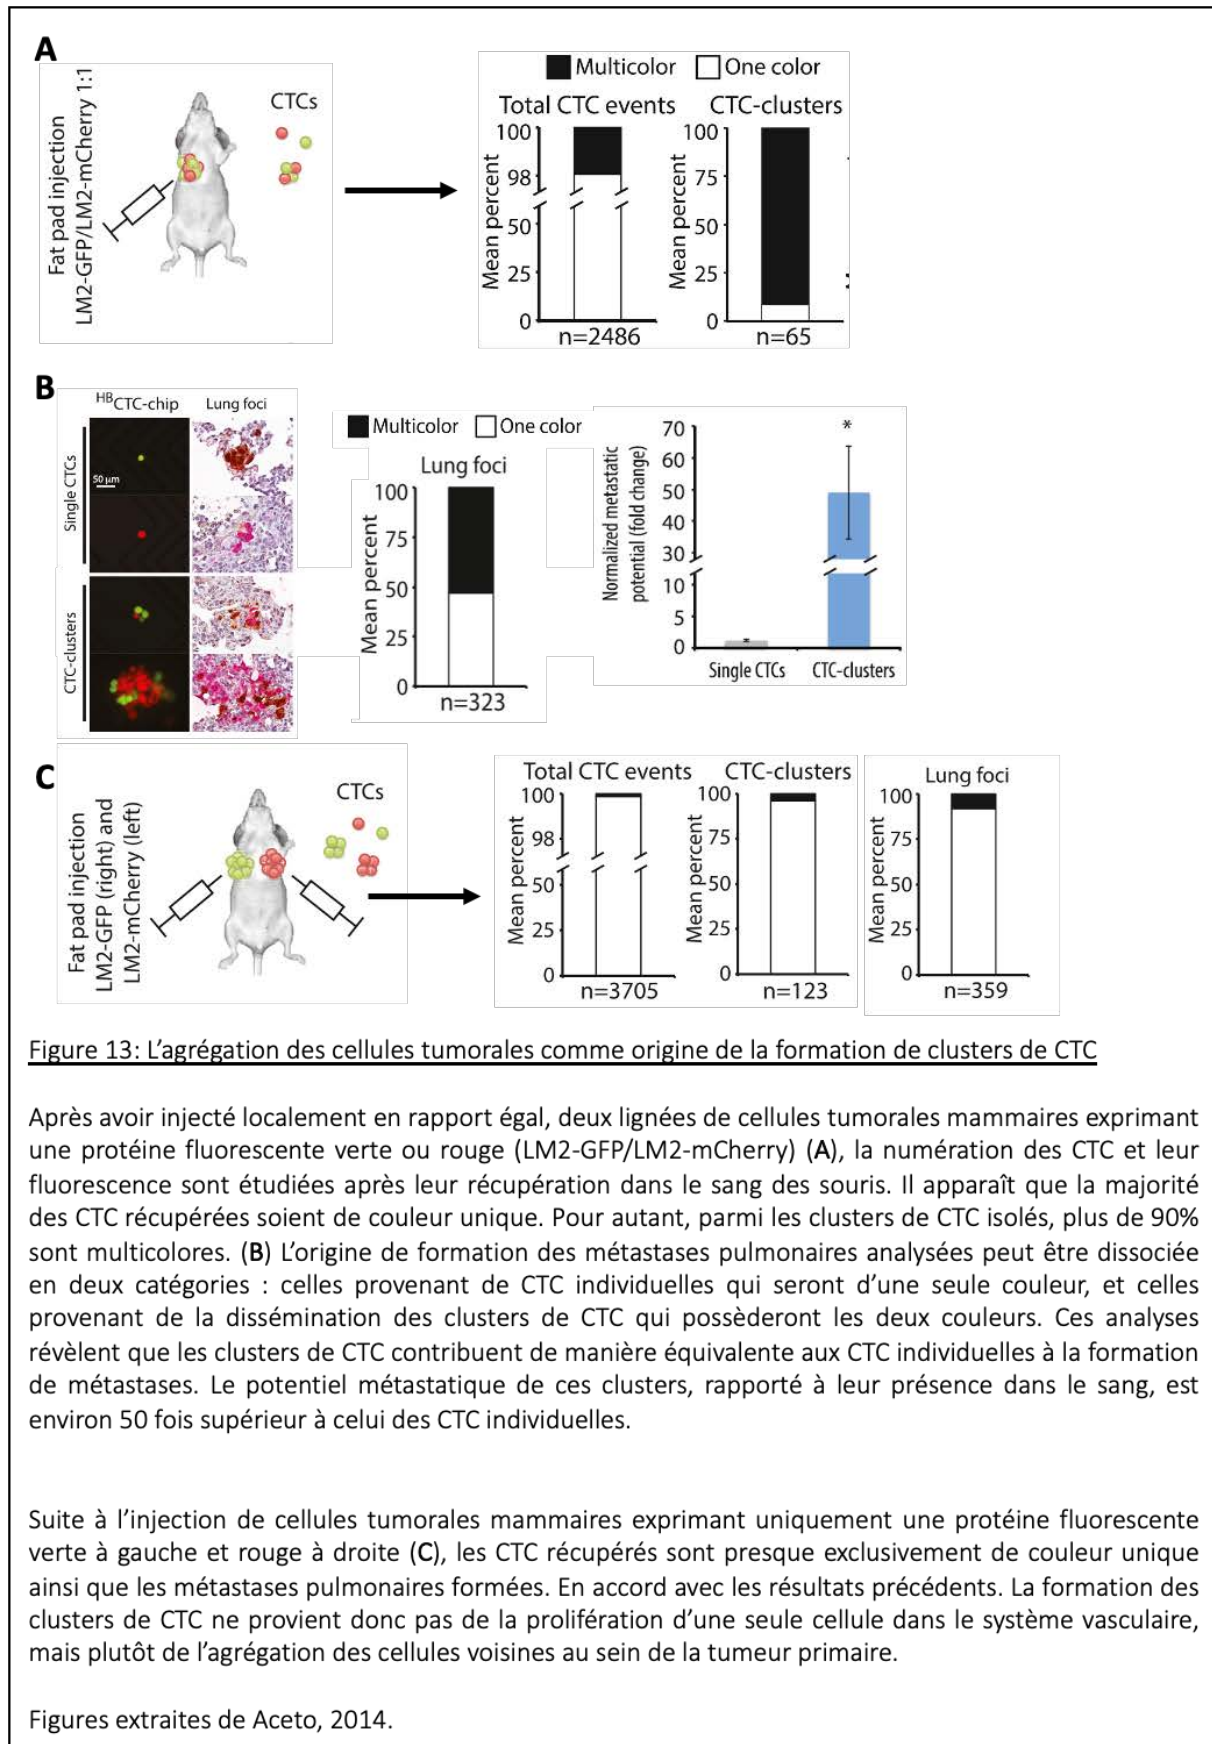 A
Fat pad injection
LM2-GFP/LM2-mCherry 1:1
CTCs
Multicolor One color
Total CTC events
Mean percent
100
98
50
25
0
n=2486
CTC-clusters
Mean percent
100
75
50
25
0
n=65
B
HBCTC-chip
Lung foci
Single CTCs
50 µm
CTC-clusters
Multicolor One color
Lung foci
Mean percent
100
75
50
25
0
n=323
Normalized metastatic
potential (fold change)
70
60
50
40
30
10
5
0
*
Single CTCs
CTC-clusters
C
Fat pad injection
LM2-GFP (right) and
LM2-mCherry (left)
CTCs
Total CTC events
Mean percent
100
98
50
25
0
n=3705
CTC-clusters
Mean percent
100
75
50
25
0
n=123
Lung foci
Mean percent
100
75
50
25
0
n=359
Figure 13: L’agrégation des cellules tumorales comme origine de la formation de clusters de CTC
Après avoir injecté localement en rapport égal, deux lignées de cellules tumorales mammaires exprimant
une protéine fluorescente verte ou rouge (LM2-GFP/LM2-mCherry) (A), la numération des CTC et leur
fluorescence sont étudiées après leur récupération dans le sang des souris. Il apparaît que la majorité
des CTC récupérées soient de couleur unique. Pour autant, parmi les clusters de CTC isolés, plus de 90%
sont multicolores. (B) L’origine de formation des métastases pulmonaires analysées peut être dissociée
en deux catégories : celles provenant de CTC individuelles qui seront d’une seule couleur, et celles
provenant de la dissémination des clusters de CTC qui possèderont les deux couleurs. Ces analyses
révèlent que les clusters de CTC contribuent de manière équivalente aux CTC individuelles à la formation
de métastases. Le potentiel métastatique de ces clusters, rapporté à leur présence dans le sang, est
environ 50 fois supérieur à celui des CTC individuelles.
Suite à l’injection de cellules tumorales mammaires exprimant uniquement une protéine fluorescente
verte à gauche et rouge à droite (C), les CTC récupérés sont presque exclusivement de couleur unique
ainsi que les métastases pulmonaires formées. En accord avec les résultats précédents. La formation des
clusters de CTC ne provient donc pas de la prolifération d’une seule cellule dans le système vasculaire,
mais plutôt de l’agrégation des cellules voisines au sein de la tumeur primaire.
Figures extraites de Aceto, 2014.